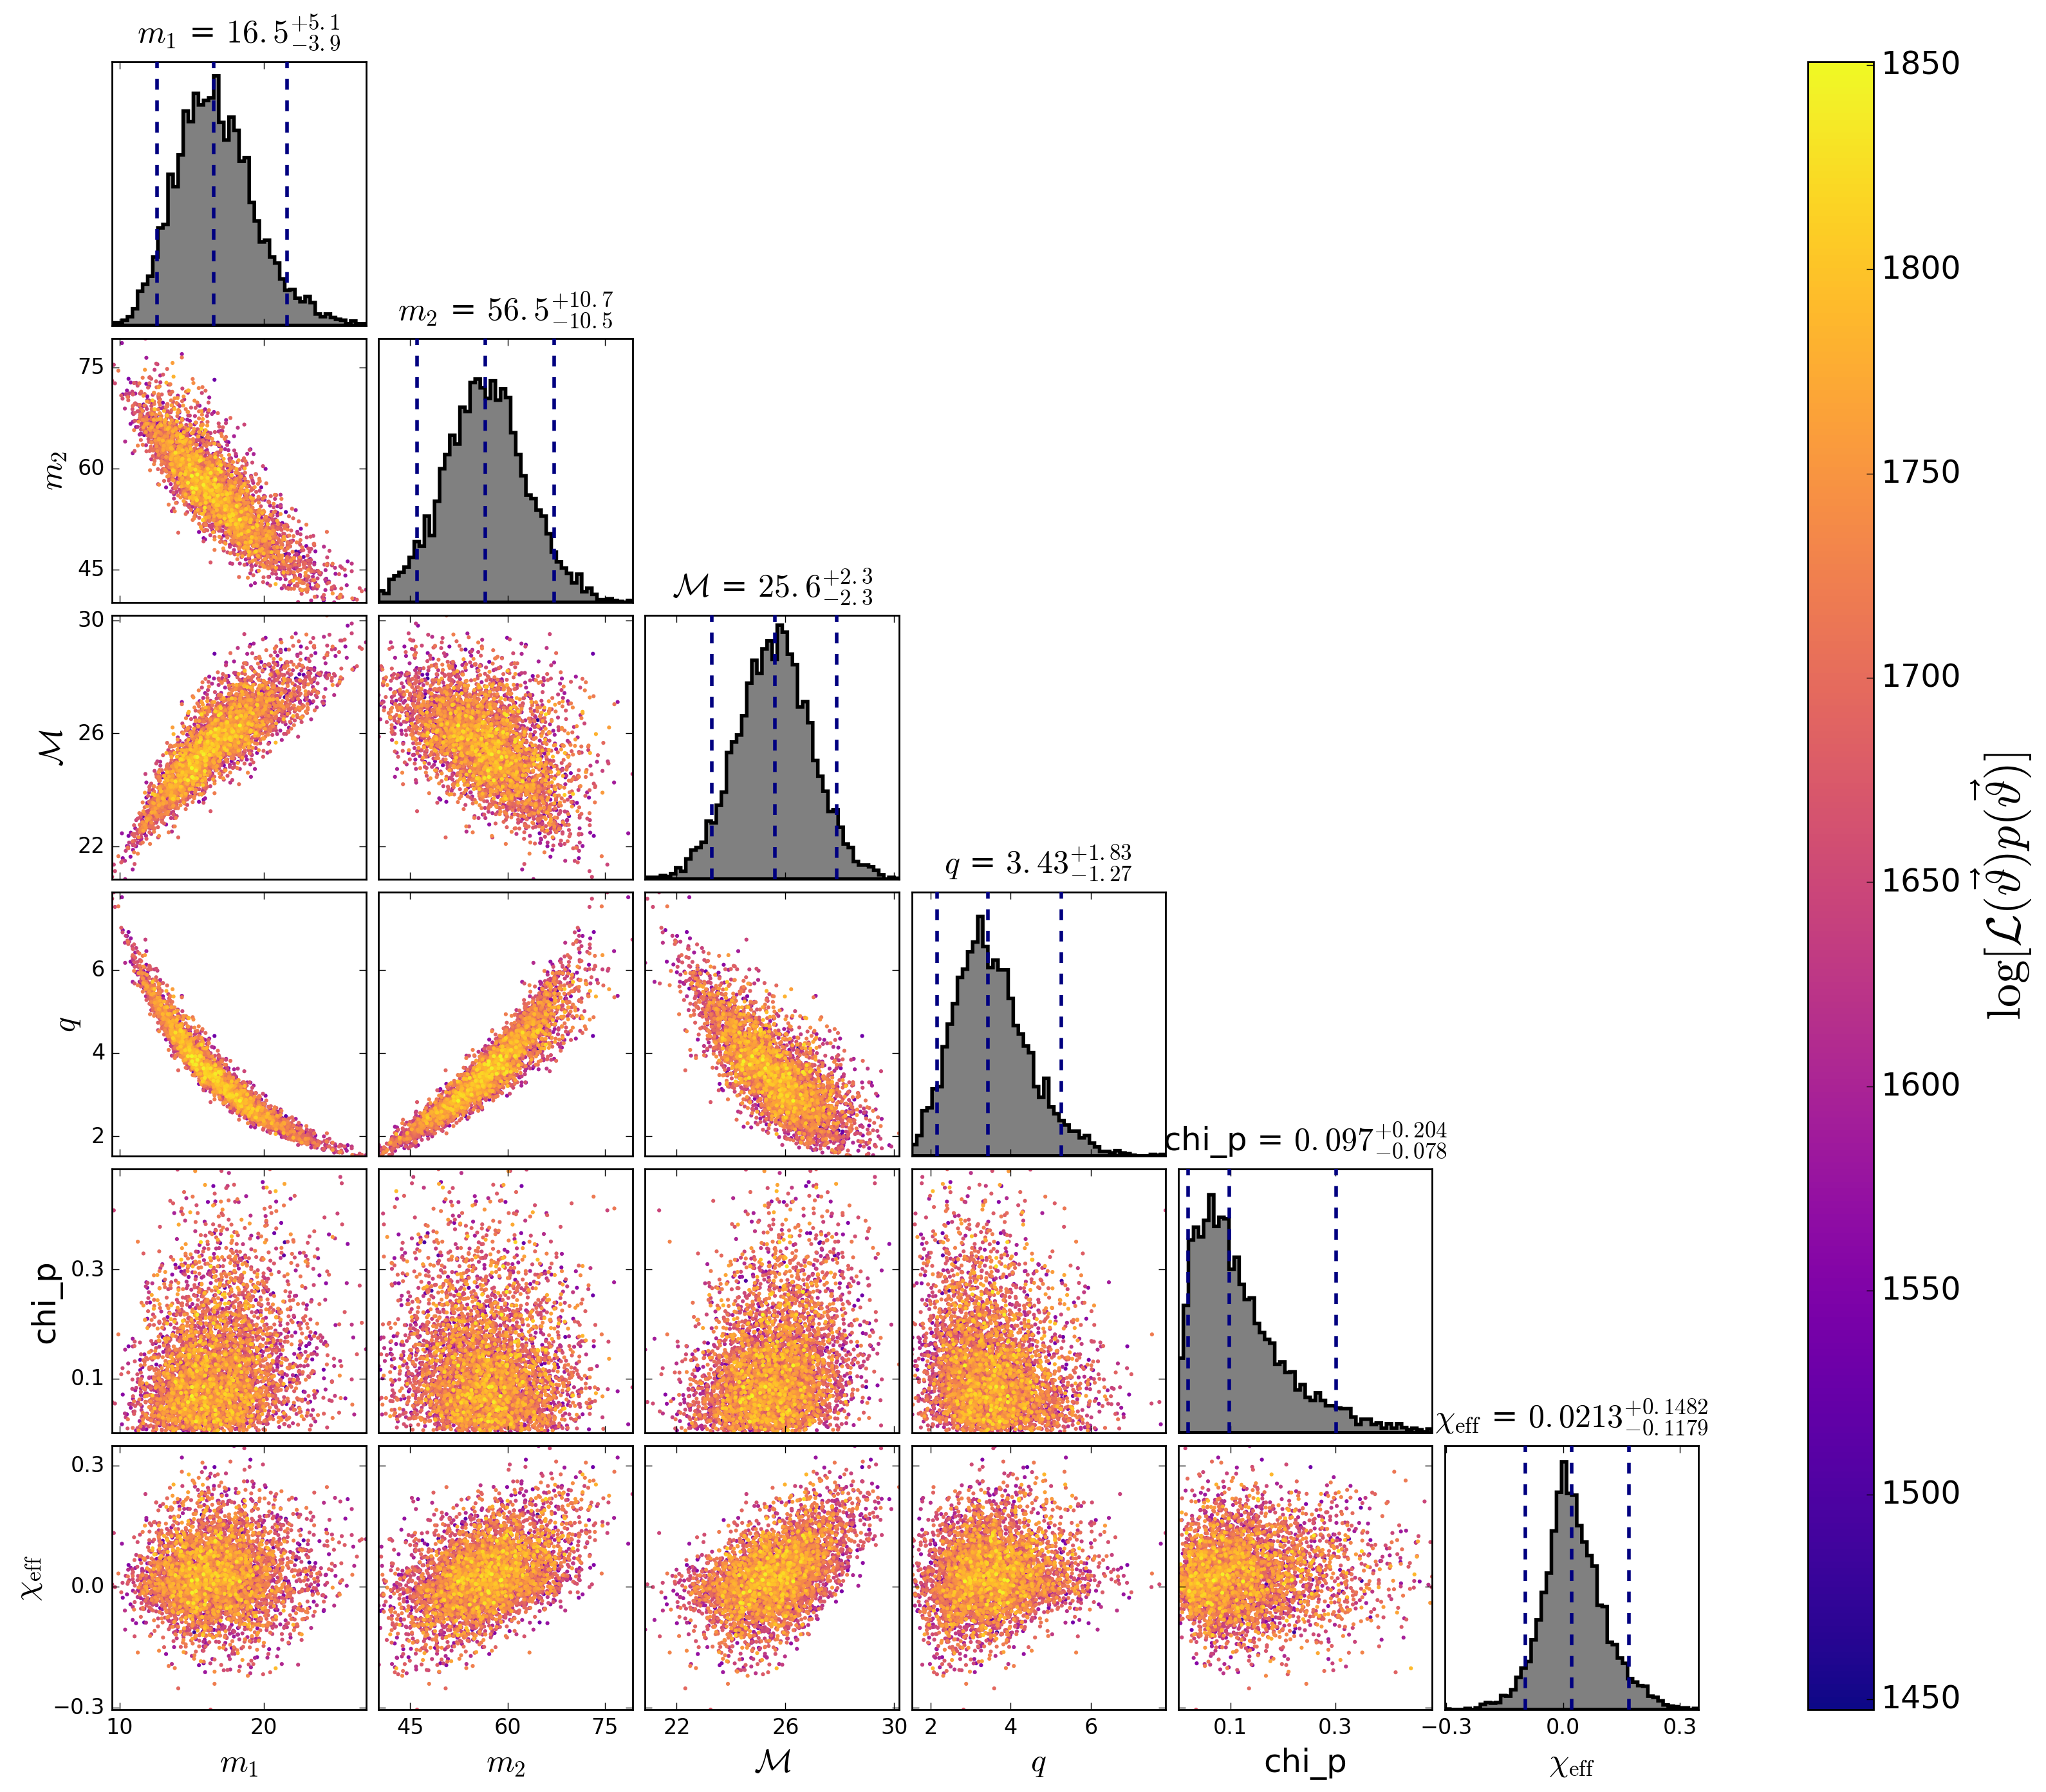 m₁ = 16.5 +5.1 −3.9
m₂ = 56.5 +10.7 −10.5
ℳ = 25.6 +2.3 −2.3
q = 3.43 +1.83 −1.27
chi_p = 0.097 +0.204 −0.078
χeff = 0.0213 +0.1482 −0.1179
m₂
75
60
45
ℳ
30
26
22
q
6
4
2
chi_p
0.3
0.1
χeff
0.3
0.0
−0.3
10 20
45 60 75
22 26 30
2 4 6
0.1 0.3
−0.3 0.0 0.3
m₁
m₂
ℳ
q
chi_p
χeff
1850
1800
1750
1700
1650
1600
1550
1500
1450
log[ℒ(ϑ⃗)p(ϑ⃗)]